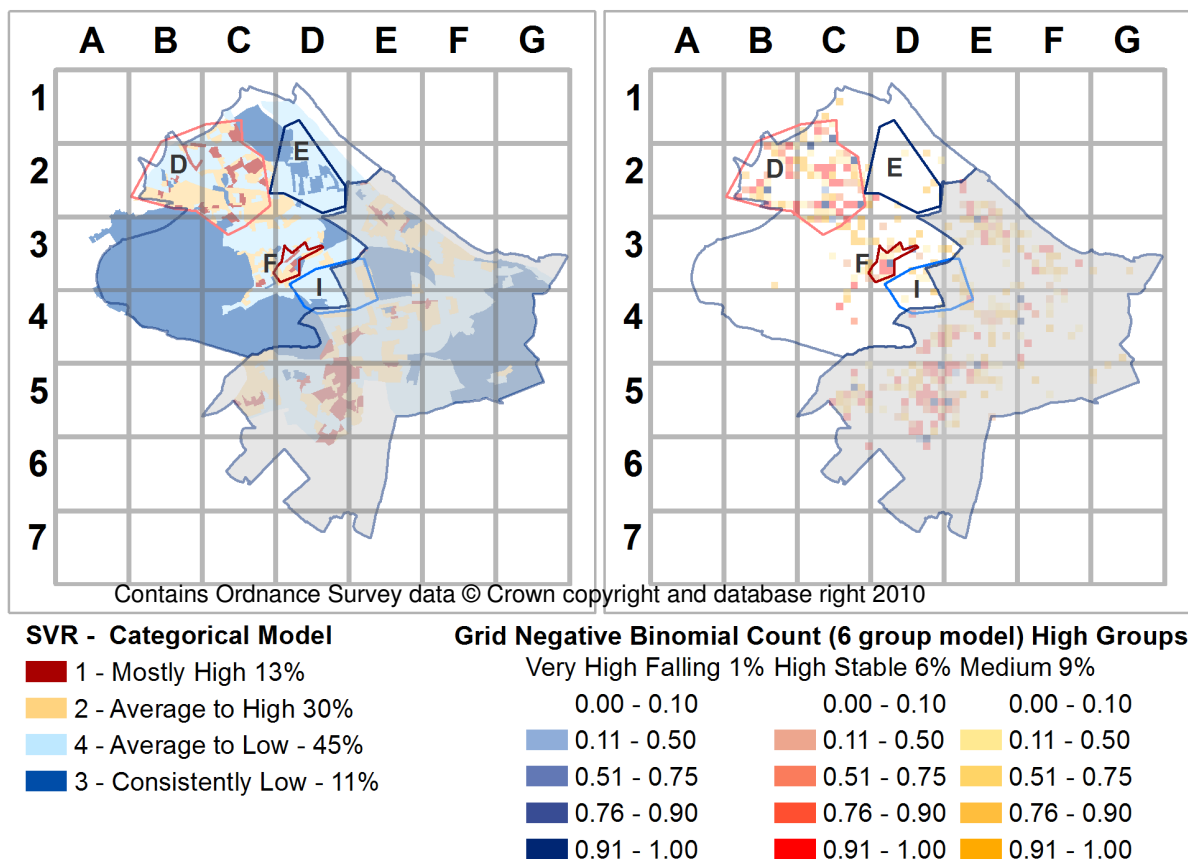 A B C D E F G
A B C D E F G
1
2
3
4
5
6
7
1
2
3
4
5
6
7
D
E
F
I
D
E
F
I
Contains Ordnance Survey data © Crown copyright and database right 2010
SVR - Categorical Model
1 - Mostly High 13%
2 - Average to High 30%
4 - Average to Low - 45%
3 - Consistently Low - 11%
Grid Negative Binomial Count (6 group model) High Groups
Very High Falling 1% High Stable 6% Medium 9%
0.00 - 0.10 0.00 - 0.10 0.00 - 0.10
0.11 - 0.50 0.11 - 0.50 0.11 - 0.50
0.51 - 0.75 0.51 - 0.75 0.51 - 0.75
0.76 - 0.90 0.76 - 0.90 0.76 - 0.90
0.91 - 1.00 0.91 - 1.00 0.91 - 1.00